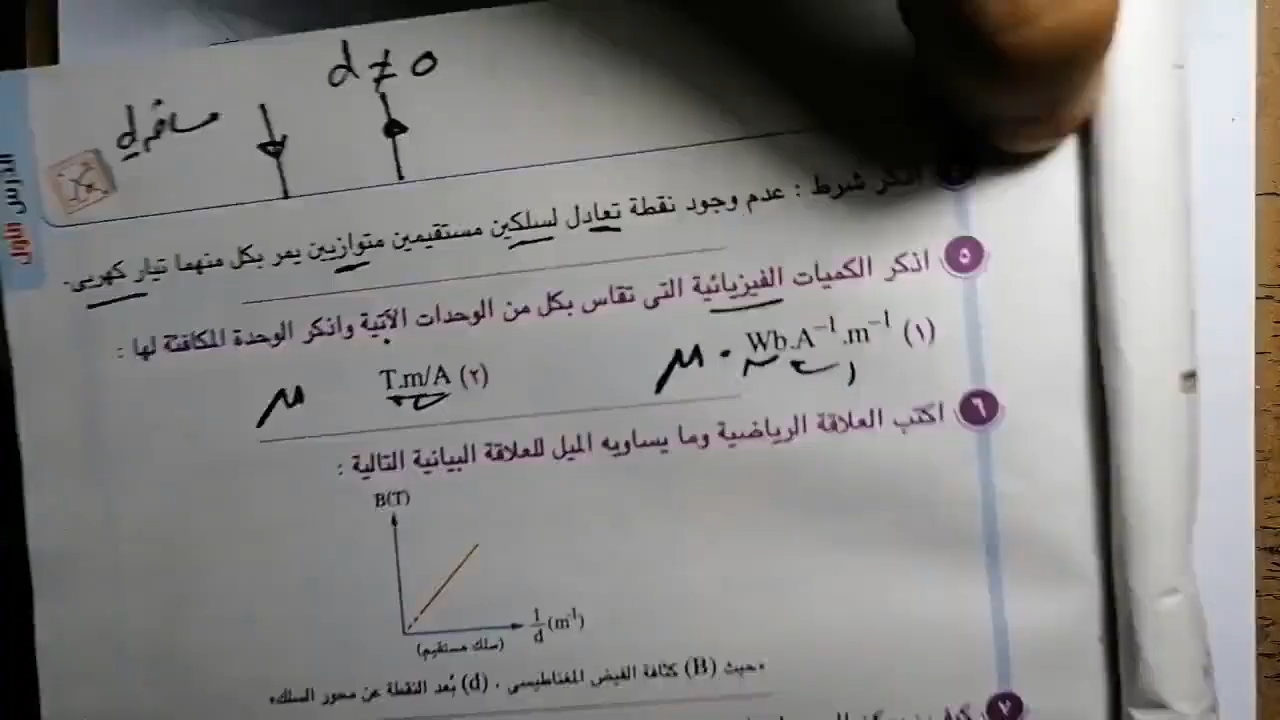 d ≠ 0
مسافة d
الدرس الأول
اذكر شرط : عدم وجود نقطة تعادل لسلكين مستقيمين متوازيين يمر بكل منهما تيار كهربى.
٥ اذكر الكميات الفيزيائية التى تقاس بكل من الوحدات الآتية واذكر الوحدة المكافئة لها :
(١) Wb.A⁻¹.m⁻¹ μ
(٢) T.m/A μ
٦ اكتب العلاقة الرياضية وما يساويه الميل للعلاقة البيانية التالية :
B(T)
1/d (m⁻¹)
(سلك مستقيم)
«حيث (B) كثافة الفيض المغناطيسى ، (d) بُعد النقطة عن محور السلك»
٧